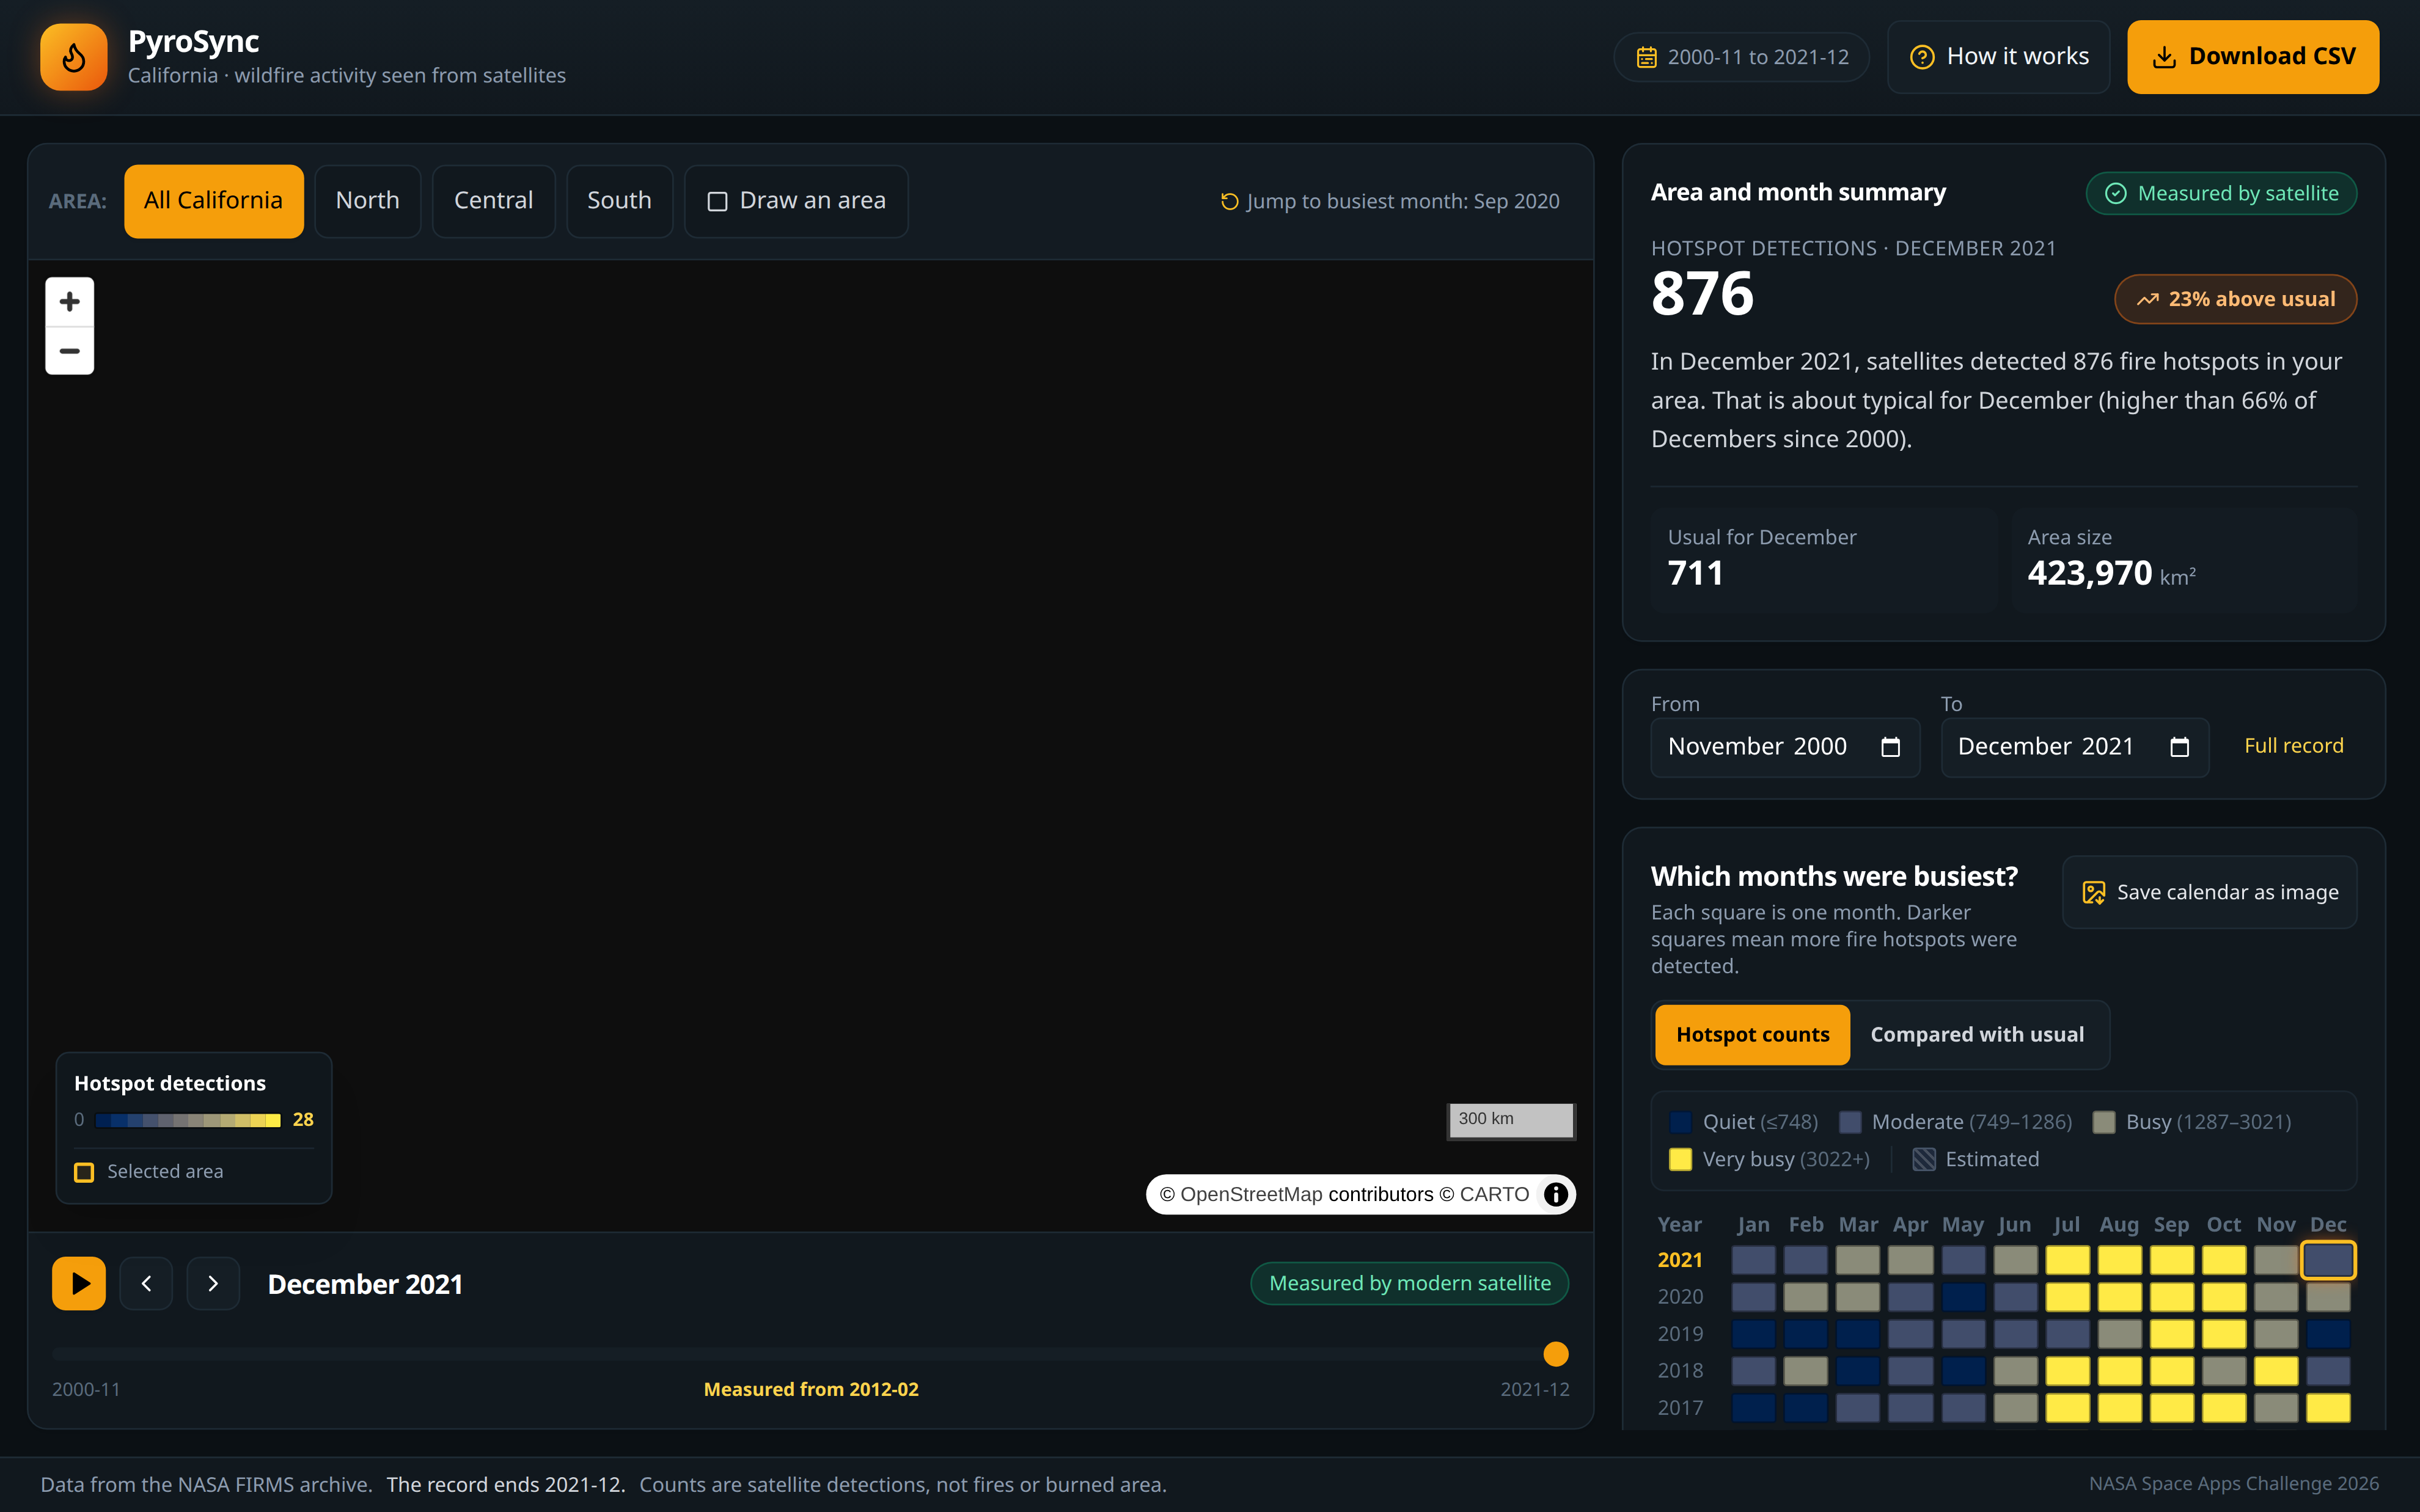 PyroSync
California · wildfire activity seen from satellites
2000-11 to 2021-12
How it works
Download CSV
AREA:
All California
North
Central
South
Draw an area
Jump to busiest month: Sep 2020
+
−
Hotspot detections
0
28
Selected area
300 km
© OpenStreetMap contributors © CARTO
December 2021
Measured by modern satellite
2000-11
Measured from 2012-02
2021-12
Area and month summary
Measured by satellite
HOTSPOT DETECTIONS · DECEMBER 2021
876
23% above usual
In December 2021, satellites detected 876 fire hotspots in your
area. That is about typical for December (higher than 66% of
Decembers since 2000).
Usual for December
711
Area size
423,970 km²
From
November 2000
To
December 2021
Full record
Which months were busiest?
Each square is one month. Darker
squares mean more fire hotspots were
detected.
Save calendar as image
Hotspot counts
Compared with usual
Quiet (≤748)
Moderate (749–1286)
Busy (1287–3021)
Very busy (3022+)
Estimated
Year Jan Feb Mar Apr May Jun Jul Aug Sep Oct Nov Dec
2021
2020
2019
2018
2017
Data from the NASA FIRMS archive. The record ends 2021-12. Counts are satellite detections, not fires or burned area.
NASA Space Apps Challenge 2026